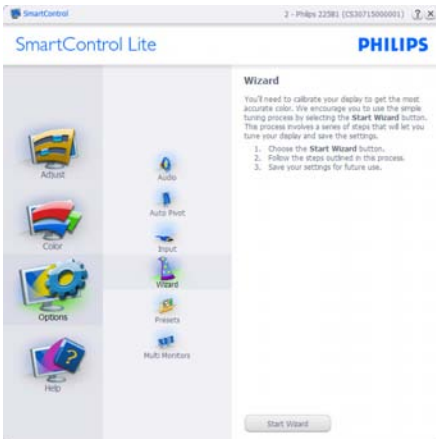 SmartControl
2 - Philips 225B1 (CS30715000001)
SmartControl Lite
PHILIPS
Adjust
Color
Options
Help
Audio
Auto Pivot
Input
Wizard
Presets
Multi Monitors
Wizard
You'll need to calibrate your display to get the most
accurate color. We encourage you to use the simple
tuning process by selecting the Start Wizard button.
The process involves a series of steps that will let you
tune your display and save the settings.
1. Choose the Start Wizard button.
2. Follow the steps outlined in this process.
3. Save your settings for future use.
Start Wizard